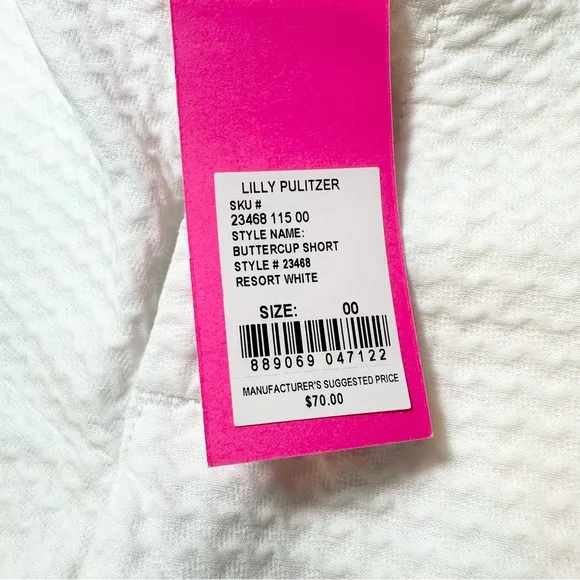 LILLY PULITZER
SKU #
23468 115 00
STYLE NAME:
BUTTERCUP SHORT
STYLE # 23468
RESORT WHITE
SIZE: 00
889069 047122
MANUFACTURER'S SUGGESTED PRICE
$70.00